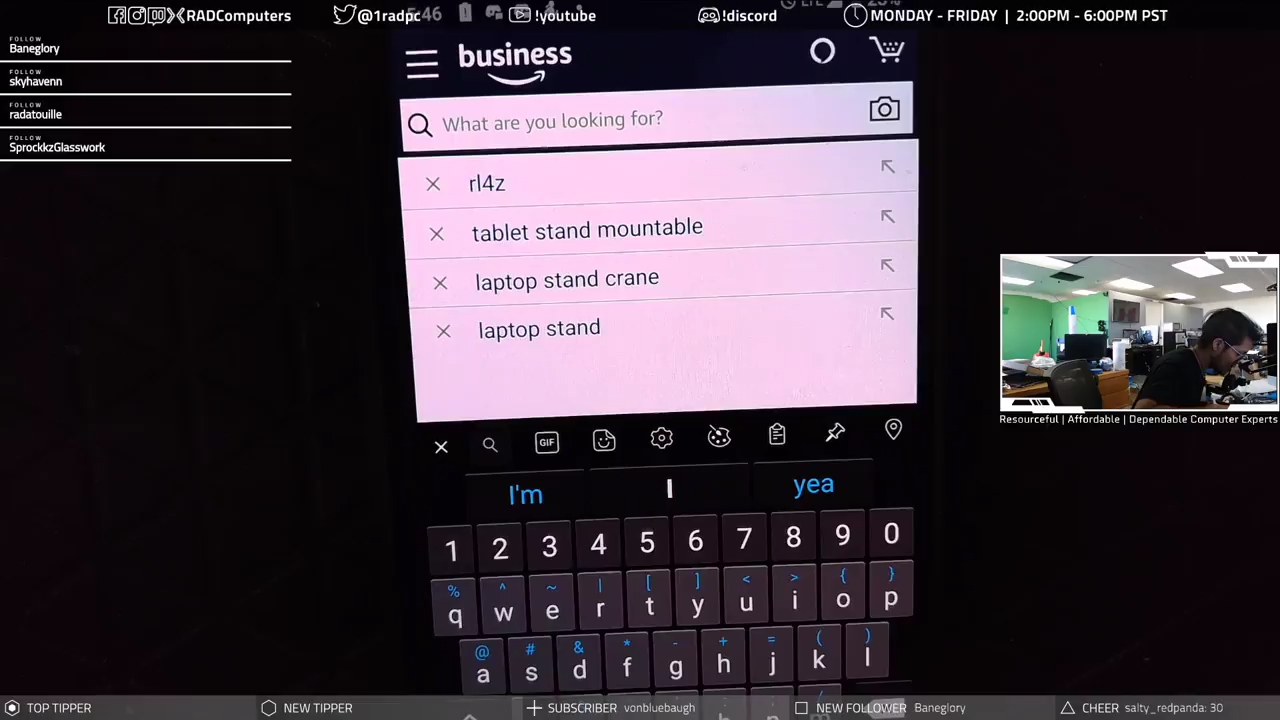 RADComputers
@1radpc
:46
!youtube
!discord
MONDAY - FRIDAY | 2:00PM - 6:00PM PST
FOLLOW
Baneglory
FOLLOW
skyhavenn
FOLLOW
radatouille
FOLLOW
SprockkzGlasswork
business
What are you looking for?
rl4z
tablet stand mountable
laptop stand crane
laptop stand
GIF
I'm I yea
1 2 3 4 5 6 7 8 9 0
% ^ ~ | [ ] < > { }
q w e r t y u i o p
@ # & * - + = ( )
a s d f g h j k l
Resourceful | Affordable | Dependable Computer Experts
TOP TIPPER
NEW TIPPER
SUBSCRIBER vonbluebaugh
NEW FOLLOWER Baneglory
CHEER salty_redpanda: 30